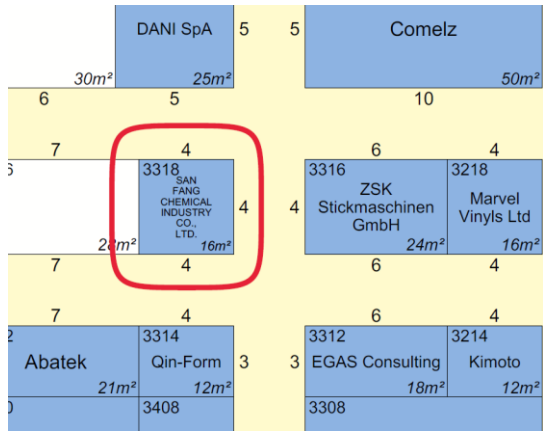 DANI SpA
5
5
Comelz
30m²
25m²
50m²
6
5
10
7
4
6
4
6
3318
3316
3218
SAN
FANG
CHEMICAL
INDUSTRY
CO.,
LTD.
4
4
ZSK
Stickmaschinen
GmbH
Marvel
Vinyls Ltd
28m²
16m²
24m²
16m²
7
4
6
4
7
4
6
4
2
3314
3312
3214
Abatek
Qin-Form
3
3
EGAS Consulting
Kimoto
21m²
12m²
18m²
12m²
0
3408
3308